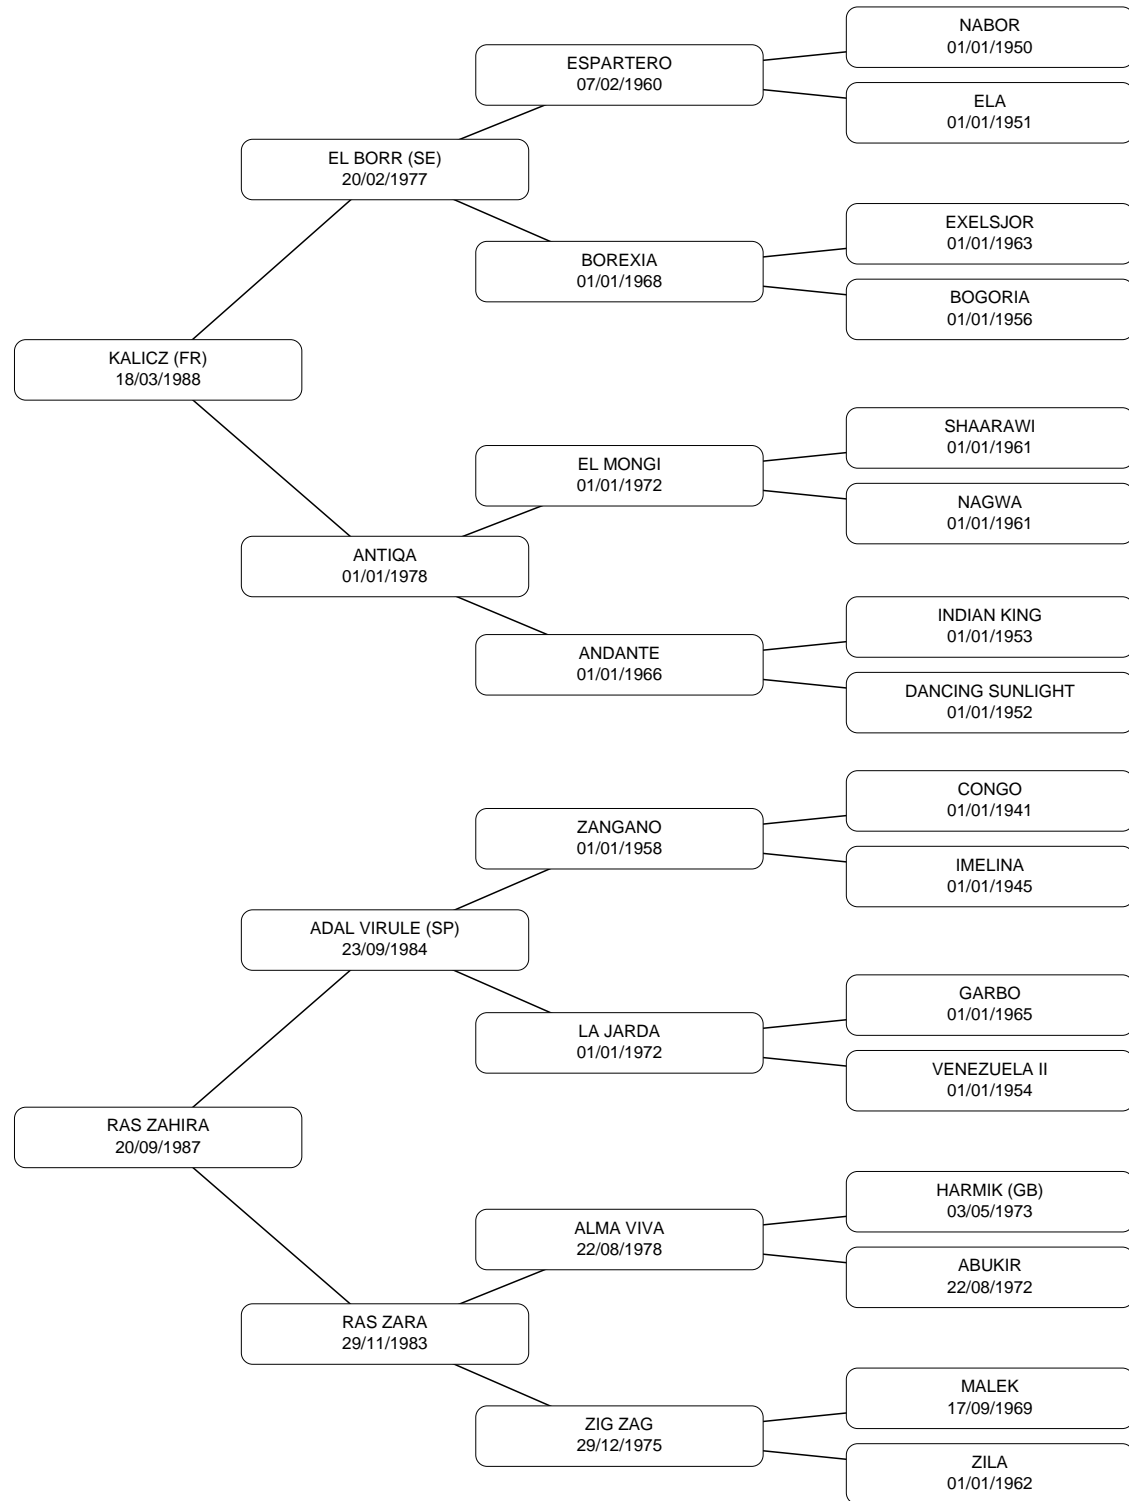 NABOR
01/01/1950
ESPARTERO
07/02/1960
ELA
01/01/1951
EL BORR (SE)
20/02/1977
EXELSJOR
01/01/1963
BOREXIA
01/01/1968
BOGORIA
01/01/1956
KALICZ (FR)
18/03/1988
SHAARAWI
01/01/1961
EL MONGI
01/01/1972
NAGWA
01/01/1961
ANTIQA
01/01/1978
INDIAN KING
01/01/1953
ANDANTE
01/01/1966
DANCING SUNLIGHT
01/01/1952
CONGO
01/01/1941
ZANGANO
01/01/1958
IMELINA
01/01/1945
ADAL VIRULE (SP)
23/09/1984
GARBO
01/01/1965
LA JARDA
01/01/1972
VENEZUELA II
01/01/1954
RAS ZAHIRA
20/09/1987
HARMIK (GB)
03/05/1973
ALMA VIVA
22/08/1978
ABUKIR
22/08/1972
RAS ZARA
29/11/1983
MALEK
17/09/1969
ZIG ZAG
29/12/1975
ZILA
01/01/1962